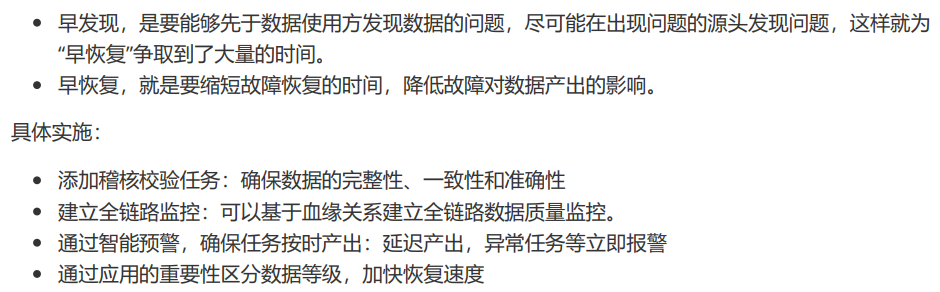 • 早发现，是要能够先于数据使用方发现数据的问题，尽可能在出现问题的源头发现问题，这样就为
“早恢复”争取到了大量的时间。
• 早恢复，就是要缩短故障恢复的时间，降低故障对数据产出的影响。
具体实施：
• 添加稽核校验任务：确保数据的完整性、一致性和准确性
• 建立全链路监控：可以基于血缘关系建立全链路数据质量监控。
• 通过智能预警，确保任务按时产出：延迟产出，异常任务等立即报警
• 通过应用的重要性区分数据等级，加快恢复速度